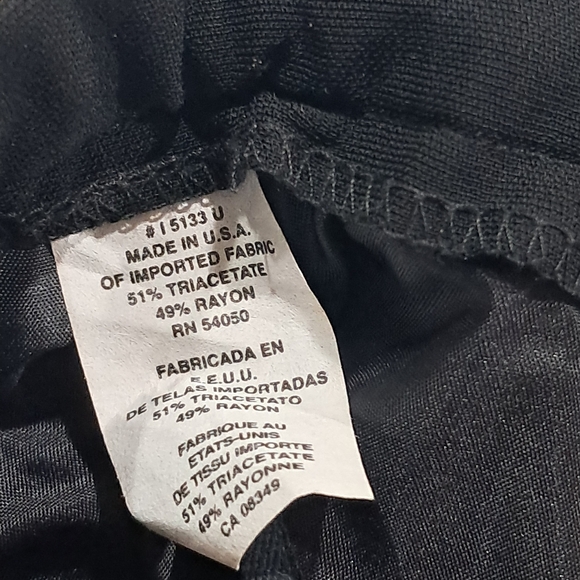 # I 5133 U
MADE IN U.S.A.
OF IMPORTED FABRIC
51% TRIACETATE
49% RAYON
RN 54050
FABRICADA EN
E.E.U.U.
DE TELAS IMPORTADAS
51% TRIACETATO
49% RAYON
FABRIQUE AU
ETATS-UNIS
DE TISSU IMPORTE
51% TRIACETATE
49% RAYONNE
CA 08349